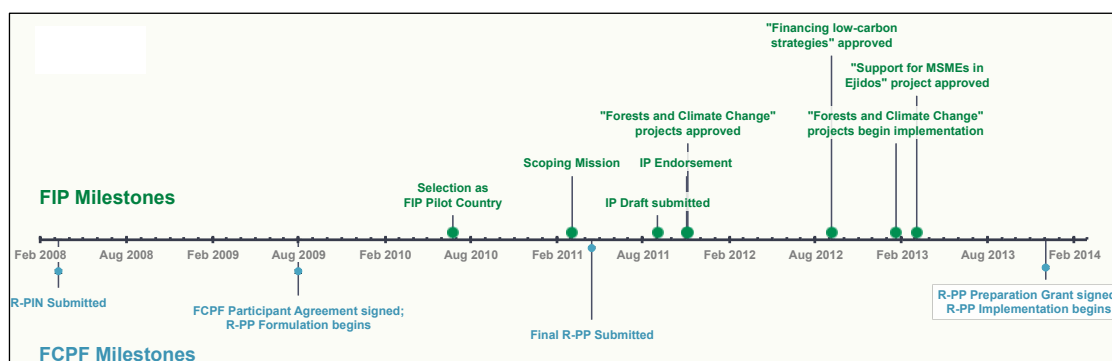 "Financing low-carbon
strategies" approved
"Support for MSMEs in
Ejidos" project approved
"Forests and Climate Change"
projects approved
"Forests and Climate Change"
projects begin implementation
Scoping Mission
IP Endorsement
FIP Milestones
Selection as
FIP Pilot Country
IP Draft submitted
Feb 2008
Aug 2008
Feb 2009
Aug 2009
Feb 2010
Aug 2010
Feb 2011
Aug 2011
Feb 2012
Aug 2012
Feb 2013
Aug 2013
Feb 2014
R-PIN Submitted
FCPF Participant Agreement signed;
R-PP Formulation begins
Final R-PP Submitted
R-PP Preparation Grant signed
R-PP Implementation begins
FCPF Milestones